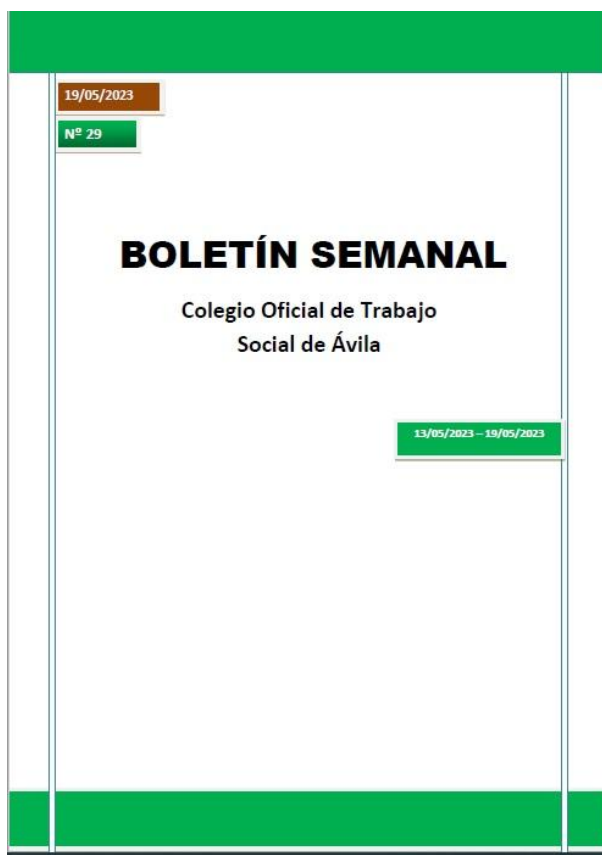 19/05/2023
Nº 29
BOLETÍN SEMANAL
Colegio Oficial de Trabajo
Social de Ávila
13/05/2023 – 19/05/2023